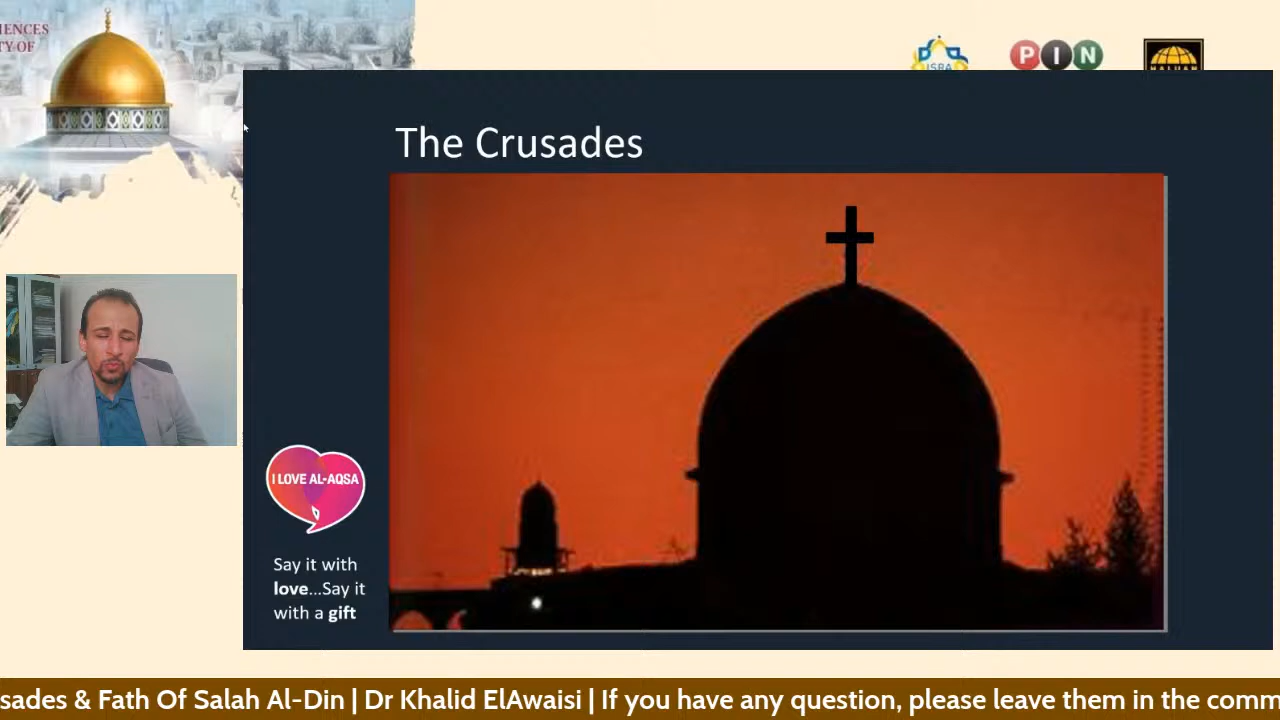 IENCES
TY OF
ISRA
P I N
The Crusades
I LOVE AL-AQSA
Say it with
love...Say it
with a gift
sades & Fath Of Salah Al-Din | Dr Khalid ElAwaisi | If you have any question, please leave them in the comm